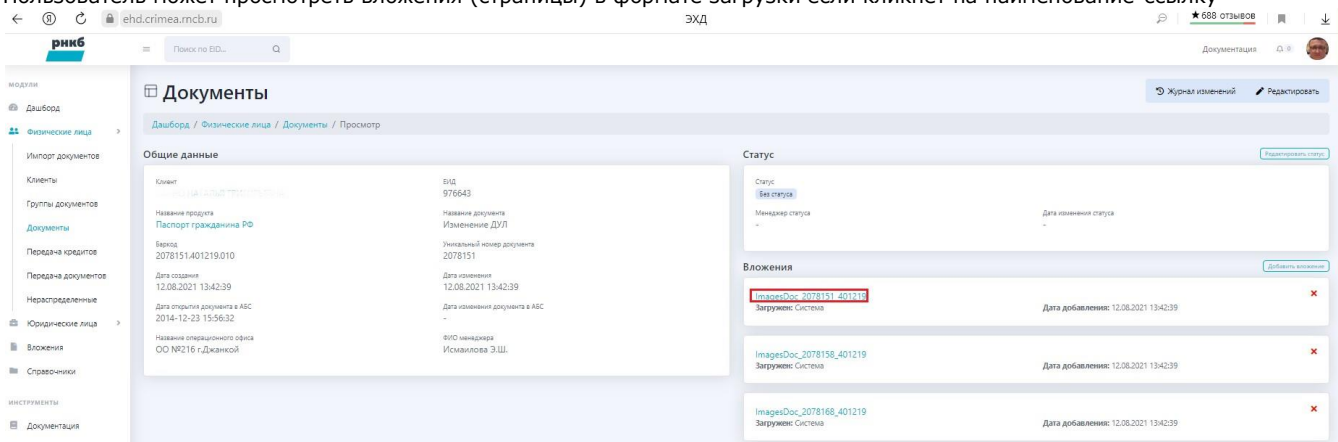 Пользователь может просмотреть вложения (страницы) в формате загрузки если кликнет на наименование ссылку
ehd.crimea.rncb.ru
ЭХД
★688 отзывов
рнкб
Поиск по EID...
Документация
0
МОДУЛИ
Дашборд
Физические лица
Импорт документов
Клиенты
Группы документов
Документы
Передача кредитов
Передача документов
Нераспределенные
Юридические лица
Вложения
Справочники
ИНСТРУМЕНТЫ
Документация
Документы
Журнал изменений
Редактировать
Дашборд / Физические лица / Документы / Просмотр
Общие данные
Клиент
ЕИД
976643
Название продукта
Паспорт гражданина РФ
Название документа
Изменение ДУЛ
Баркод
2078151.401219.010
Уникальный номер документа
2078151
Дата создания
12.08.2021 13:42:39
Дата изменения
12.08.2021 13:42:39
Дата открытия документа в АБС
2014-12-23 15:56:32
Дата изменения документа в АБС
-
Название операционного офиса
ОО №216 г.Джанкой
ФИО менеджера
Исмаилова Э.Ш.
Статус
Редактировать статус
Статус
Без статуса
Менеджер статуса
-
Дата изменения статуса
-
Вложения
Добавить вложение
ImagesDoc_2078151_401219
Загружен: Система
Дата добавления: 12.08.2021 13:42:39
ImagesDoc_2078158_401219
Загружен: Система
Дата добавления: 12.08.2021 13:42:39
ImagesDoc_2078168_401219
Загружен: Система
Дата добавления: 12.08.2021 13:42:39